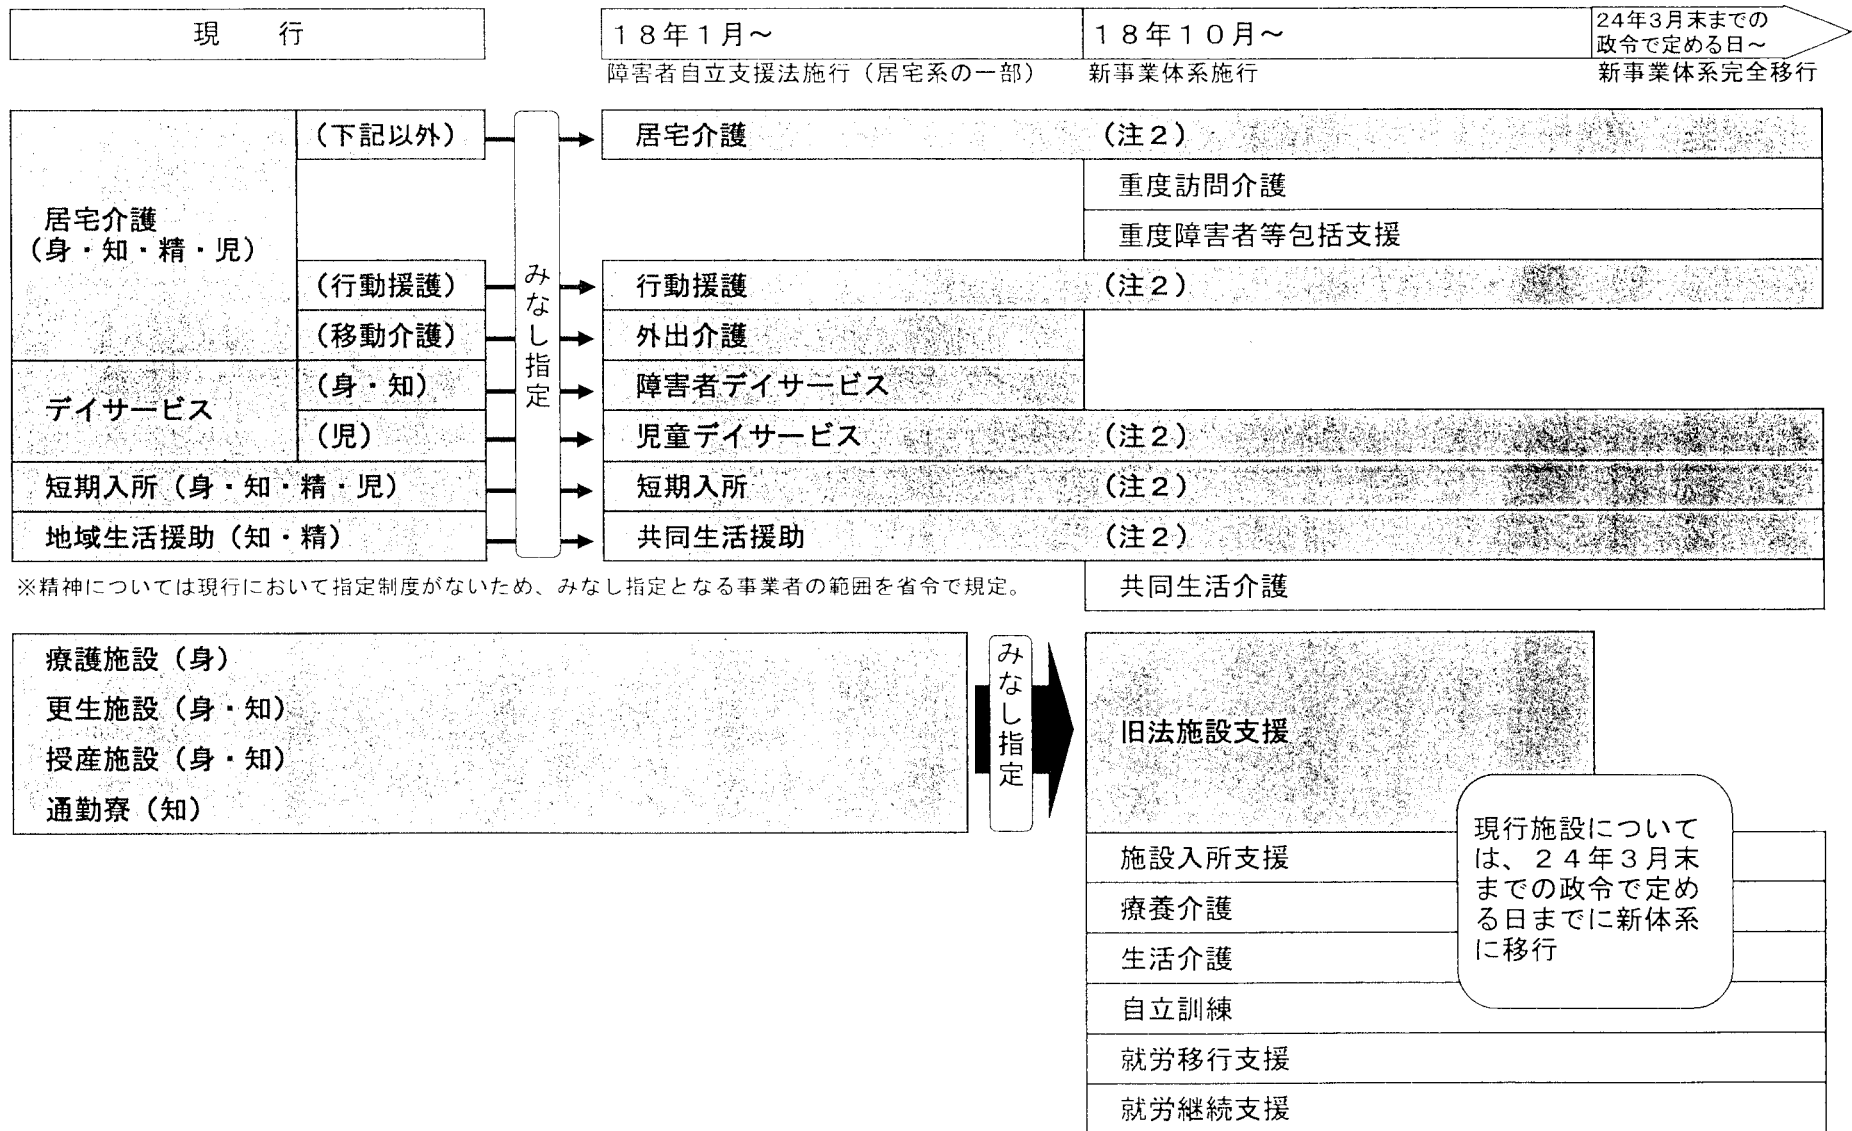 現　　行
１８年１月～
１８年１０月～
24年3月末までの
政令で定める日～
障害者自立支援法施行（居宅系の一部）
新事業体系施行
新事業体系完全移行
居宅介護
（身・知・精・児）
（下記以外）
（行動援護）
（移動介護）
デイサービス
（身・知）
（児）
短期入所（身・知・精・児）
地域生活援助（知・精）
みなし指定
居宅介護
（注２）
重度訪問介護
重度障害者等包括支援
行動援護
（注２）
外出介護
障害者デイサービス
児童デイサービス
（注２）
短期入所
（注２）
共同生活援助
（注２）
共同生活介護
※精神については現行において指定制度がないため、みなし指定となる事業者の範囲を省令で規定。
療護施設（身）
更生施設（身・知）
授産施設（身・知）
通勤寮（知）
みなし指定
旧法施設支援
現行施設について
は、２４年３月末
までの政令で定め
る日までに新体系
に移行
施設入所支援
療養介護
生活介護
自立訓練
就労移行支援
就労継続支援